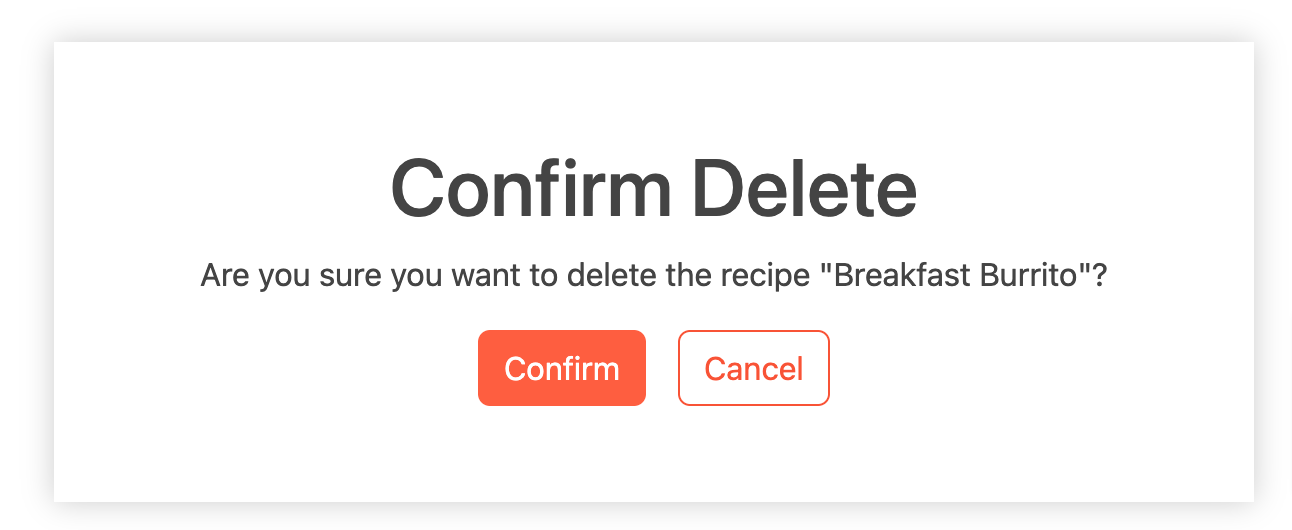 Confirm Delete
Are you sure you want to delete the recipe "Breakfast Burrito"?
Confirm
Cancel